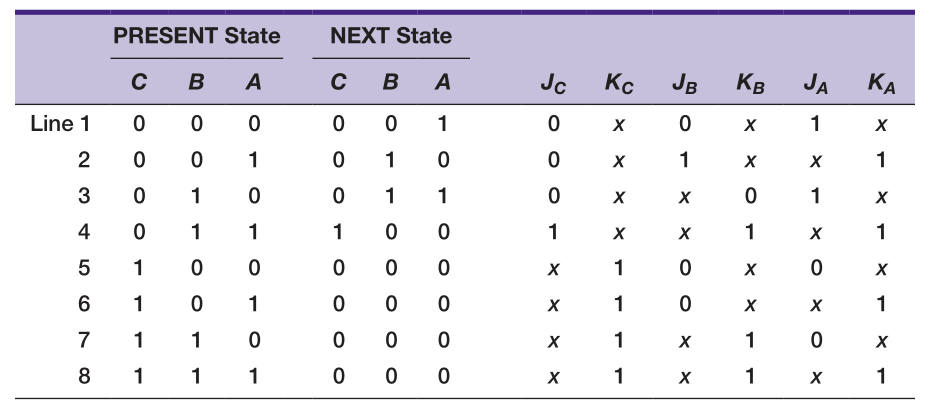 PRESENT State NEXT State
C B A C B A J_C K_C J_B K_B J_A K_A
Line 1 0 0 0 0 0 1 0 x 0 x 1 x
2 0 0 1 0 1 0 0 x 1 x x 1
3 0 1 0 0 1 1 0 x x 0 1 x
4 0 1 1 1 0 0 1 x x 1 x 1
5 1 0 0 0 0 0 x 1 0 x 0 x
6 1 0 1 0 0 0 x 1 0 x x 1
7 1 1 0 0 0 0 x 1 x 1 0 x
8 1 1 1 0 0 0 x 1 x 1 x 1